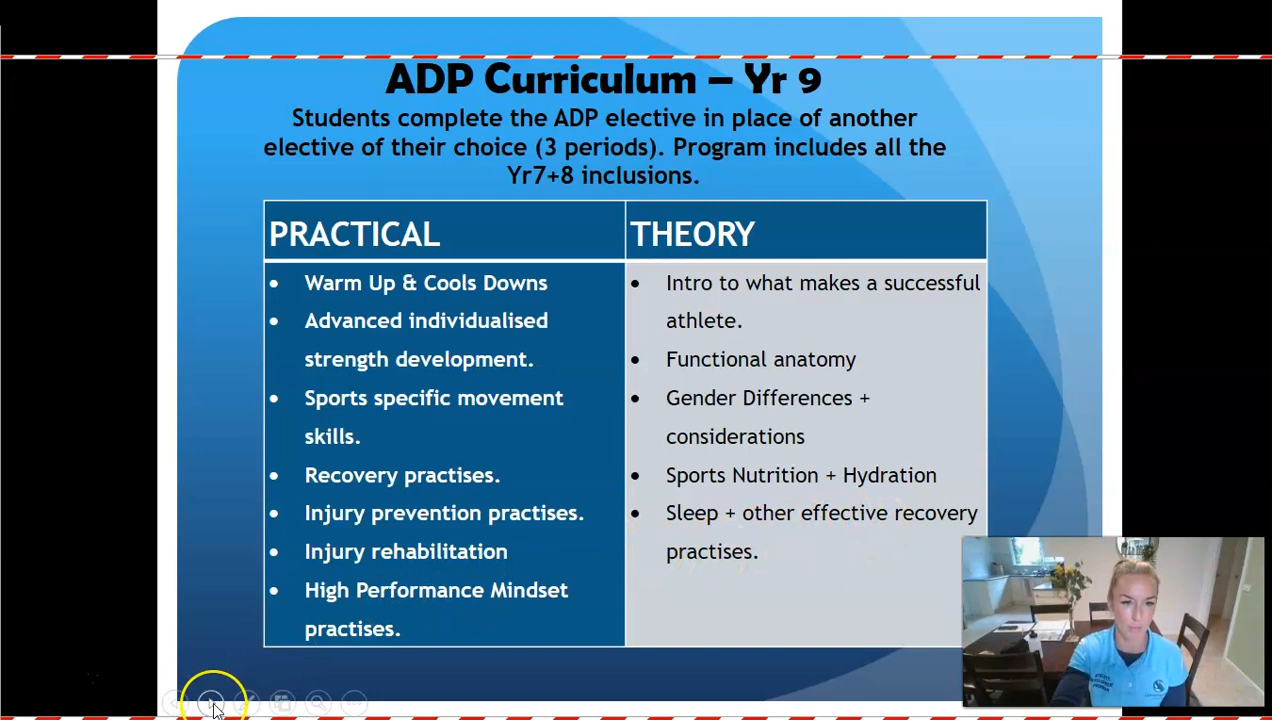 ADP Curriculum – Yr 9
Students complete the ADP elective in place of another
elective of their choice (3 periods). Program includes all the
Yr7+8 inclusions.
PRACTICAL
• Warm Up & Cools Downs
• Advanced individualised
strength development.
• Sports specific movement
skills.
• Recovery practises.
• Injury prevention practises.
• Injury rehabilitation
• High Performance Mindset
practises.
THEORY
• Intro to what makes a successful
athlete.
• Functional anatomy
• Gender Differences +
considerations
• Sports Nutrition + Hydration
• Sleep + other effective recovery
practises.